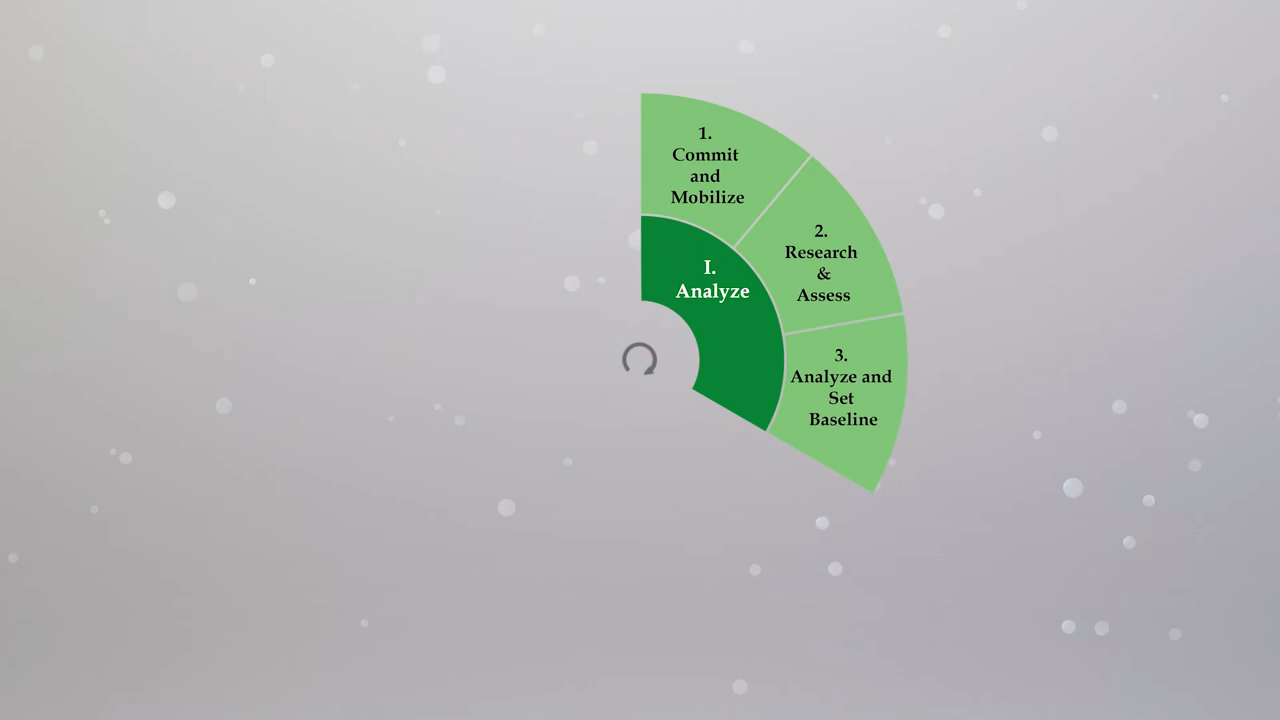 1.
Commit
and
Mobilize
I.
Analyze
2.
Research
&
Assess
3.
Analyze and
Set
Baseline